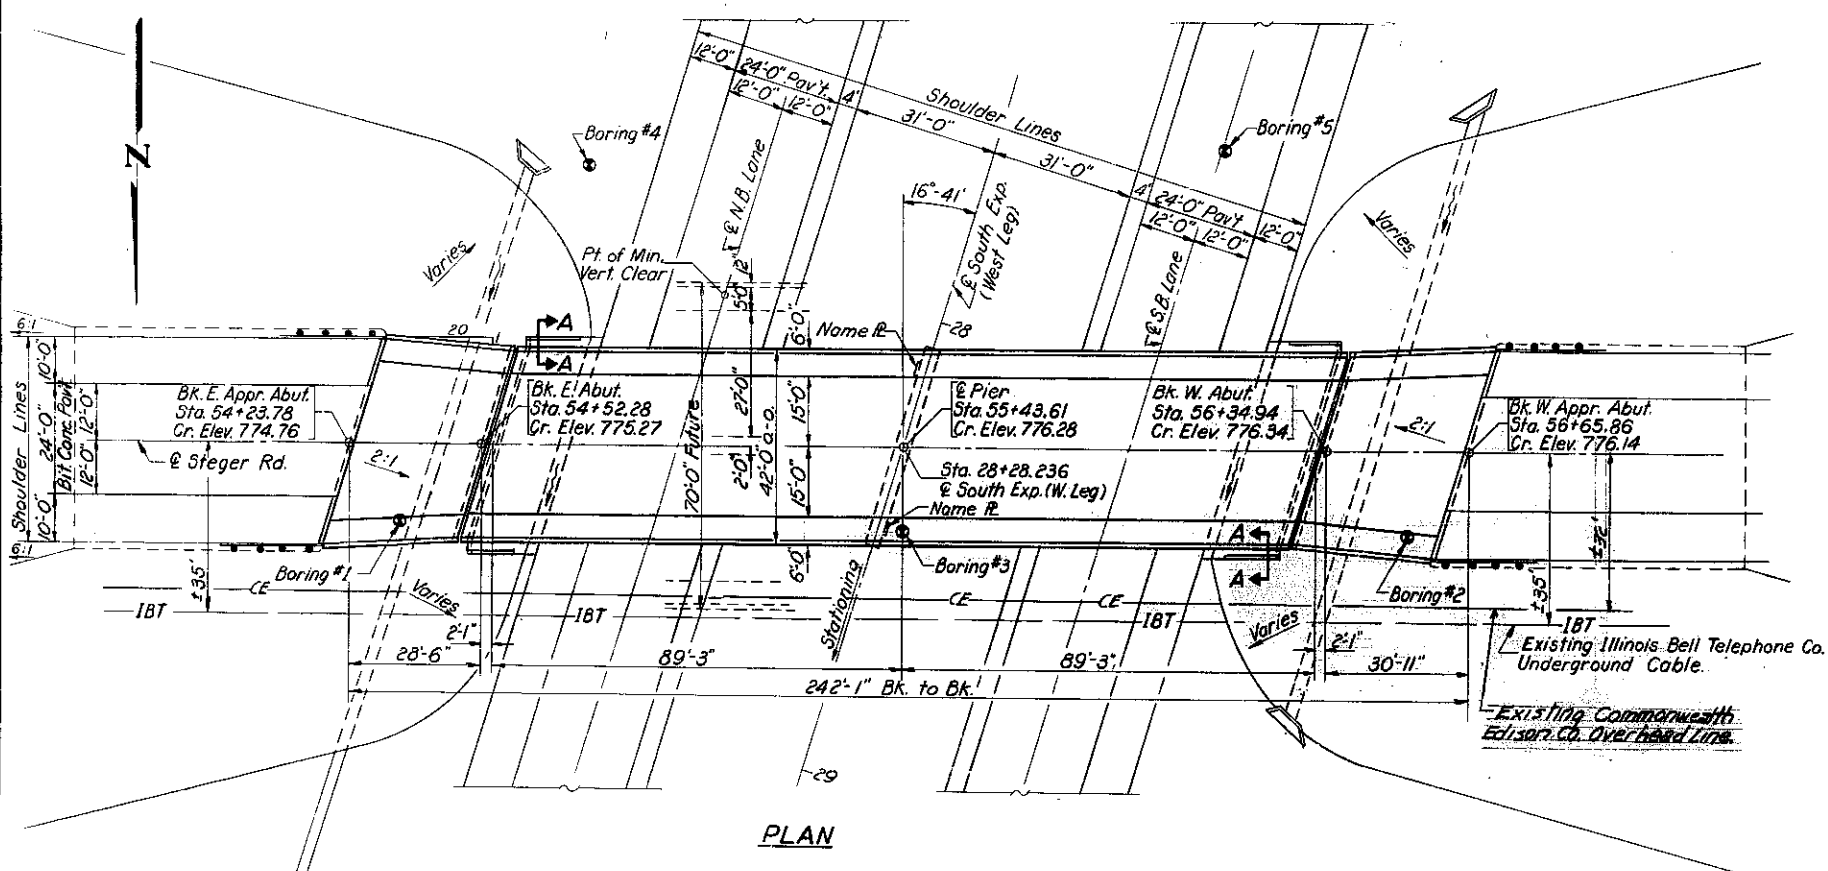 N
12'-0"
24'-0" Pav't.
12'-0"
12'-0"
4'
31'-0"
Shoulder Lines
31'-0"
4'
24'-0" Pav't
12'-0"
12'-0"
12'-0"
Boring #4
Boring #5
℄ N.B. Lane
16°-41'
℄ South Exp.
(West Leg)
℄ S.B. Lane
Varies
Varies
Pt. of Min.
Vert. Clear
12"
5'-0"
6'-0"
Name ℙL
28
6:1
20
A
A
Shoulder Lines
10'-0"
24'-0"
Bit. Conc. Pav't.
12'-0"
12'-0"
10'-0"
6:1
Bk. E. Appr. Abut.
Sta. 54+23.78
Gr. Elev. 774.76
Bk. E. Abut.
Sta. 54+52.28
Gr. Elev. 775.27
℄ Pier
Sta. 55+43.61
Gr. Elev. 776.28
Bk. W. Abut.
Sta. 56+34.94
Gr. Elev. 776.34
Bk. W. Appr. Abut.
Sta. 56+65.86
Gr. Elev. 776.14
℄ Steger Rd.
2:1
2:1
70'-0" Future
27'-0"
2'-0"
42'-0" o.-o.
15'-0"
15'-0"
6'-0"
Sta. 28+28.236
℄ South Exp. (W. Leg)
Name ℙL
A
A
Boring #1
Boring #3
Boring #2
±35'
±35'
±32'
CE
CE
CE
IBT
IBT
IBT
IBT
Varies
Varies
Stationing
2'-1"
2'-1"
28'-6"
89'-3"
89'-3"
30'-11"
242'-1" Bk. to Bk.
Existing Illinois Bell Telephone Co.
Underground Cable.
Existing Commonwealth
Edison Co. Overhead Line.
29
PLAN